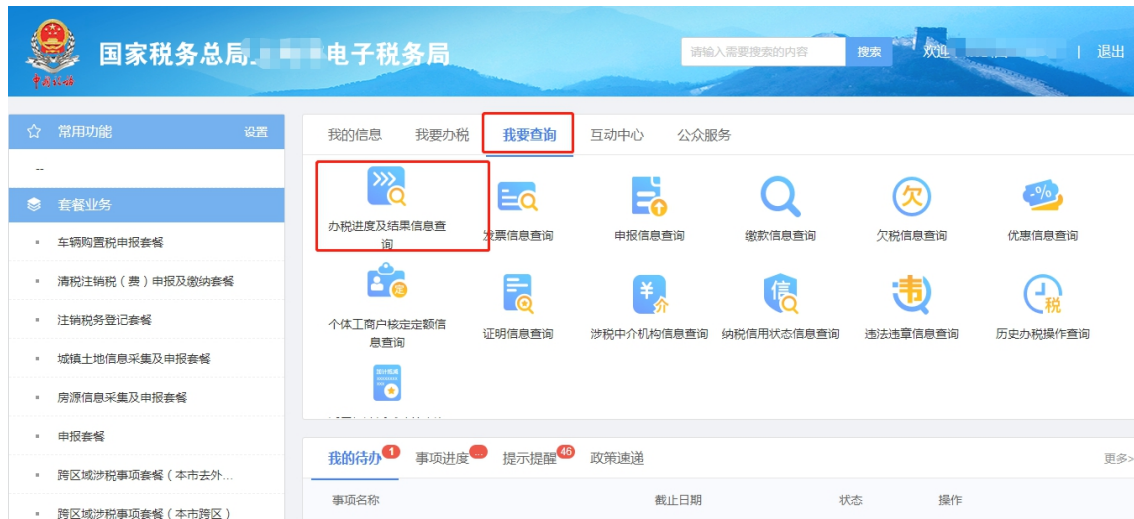 国家税务总局
电子税务局
请输入需要搜索的内容
搜索
欢迎
|
退出
中国税务
常用功能
设置
我的信息
我要办税
我要查询
互动中心
公众服务
--
套餐业务
车辆购置税申报套餐
清税注销税（费）申报及缴纳套餐
注销税务登记套餐
城镇土地信息采集及申报套餐
房源信息采集及申报套餐
申报套餐
跨区域涉税事项套餐（本市去外...
跨区域涉税事项套餐（本市跨区）
办税进度及结果信息查
询
发票信息查询
申报信息查询
缴款信息查询
欠
欠税信息查询
-%
优惠信息查询
定
个体工商户核定定额信
息查询
证明信息查询
¥
介
涉税中介机构信息查询
信
纳税信用状态信息查询
韦
违法违章信息查询
税
历史办税操作查询
我的待办
1
事项进度
...
提示提醒
46
政策速递
更多>
事项名称
截止日期
状态
操作